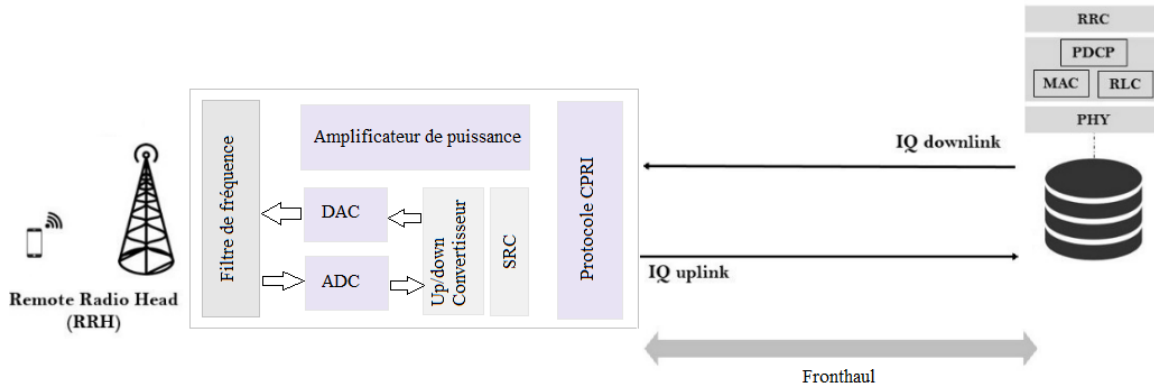 RRC
PDCP
MAC
RLC
PHY
Amplificateur de puissance
Filtre de fréquence
DAC
ADC
Up/down
Convertisseur
SRC
Protocole CPRI
IQ downlink
IQ uplink
Remote Radio Head
(RRH)
Fronthaul